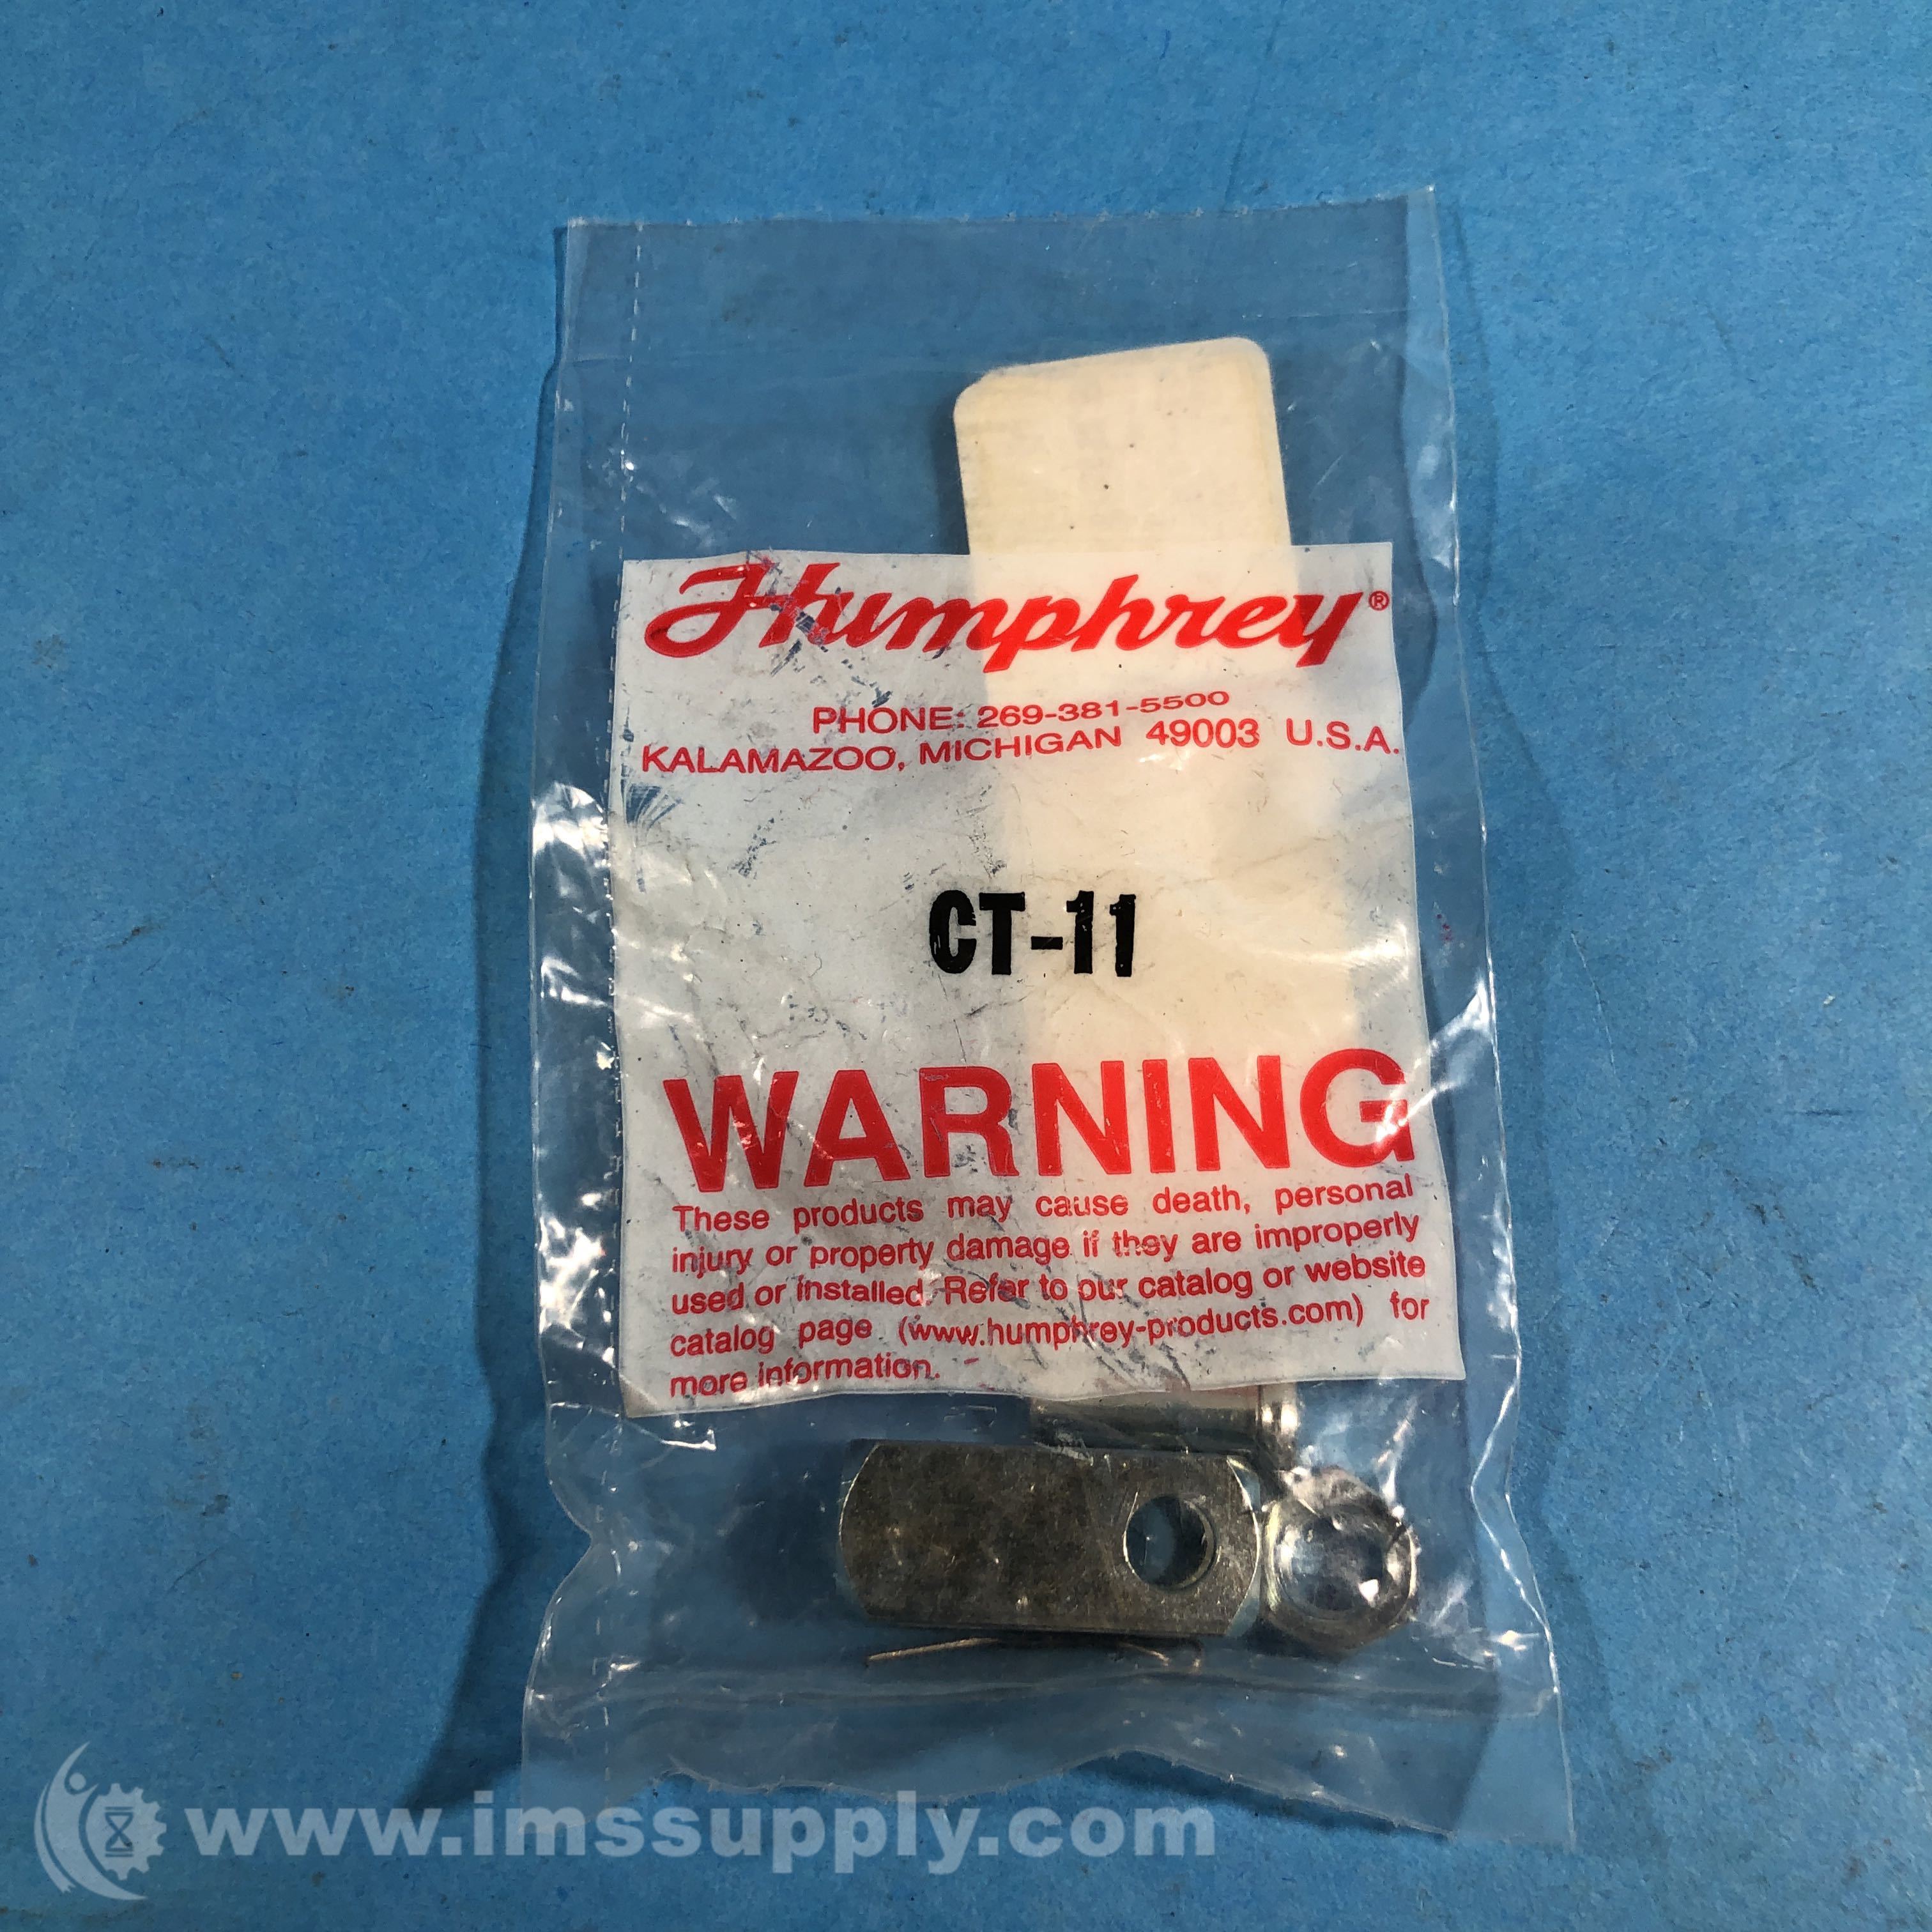 Humphrey®
PHONE: 269-381-5500
KALAMAZOO, MICHIGAN 49003 U.S.A.
CT-11
WARNING
These products may cause death, personal
injury or property damage if they are improperly
used or installed. Refer to our catalog or website
catalog page (www.humphrey-products.com) for
more information.
www.imssupply.com